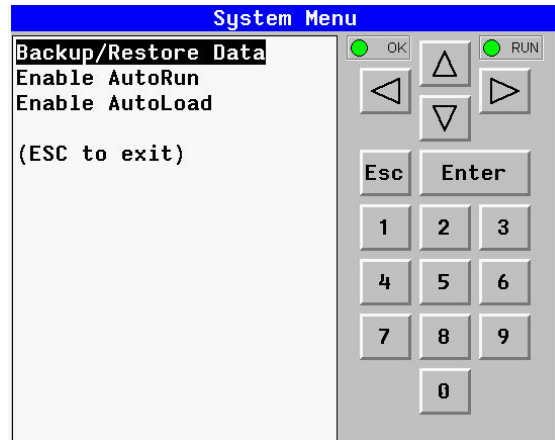 System Menu
Backup/Restore Data
Enable AutoRun
Enable AutoLoad
(ESC to exit)
OK
RUN
Esc Enter
1 2 3
4 5 6
7 8 9
0